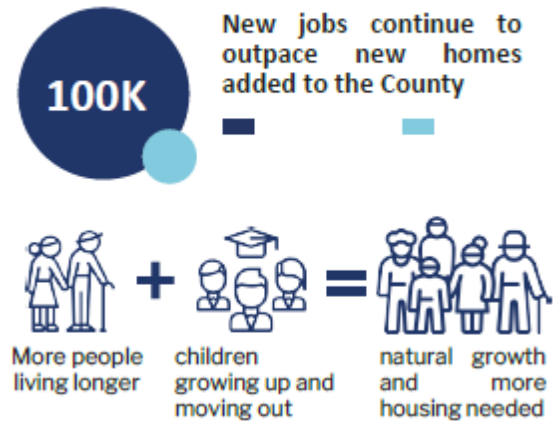 New jobs continue to
outpace new homes
added to the County
100K
+
=
More people
living longer
children
growing up and
moving out
natural growth
and more
housing needed